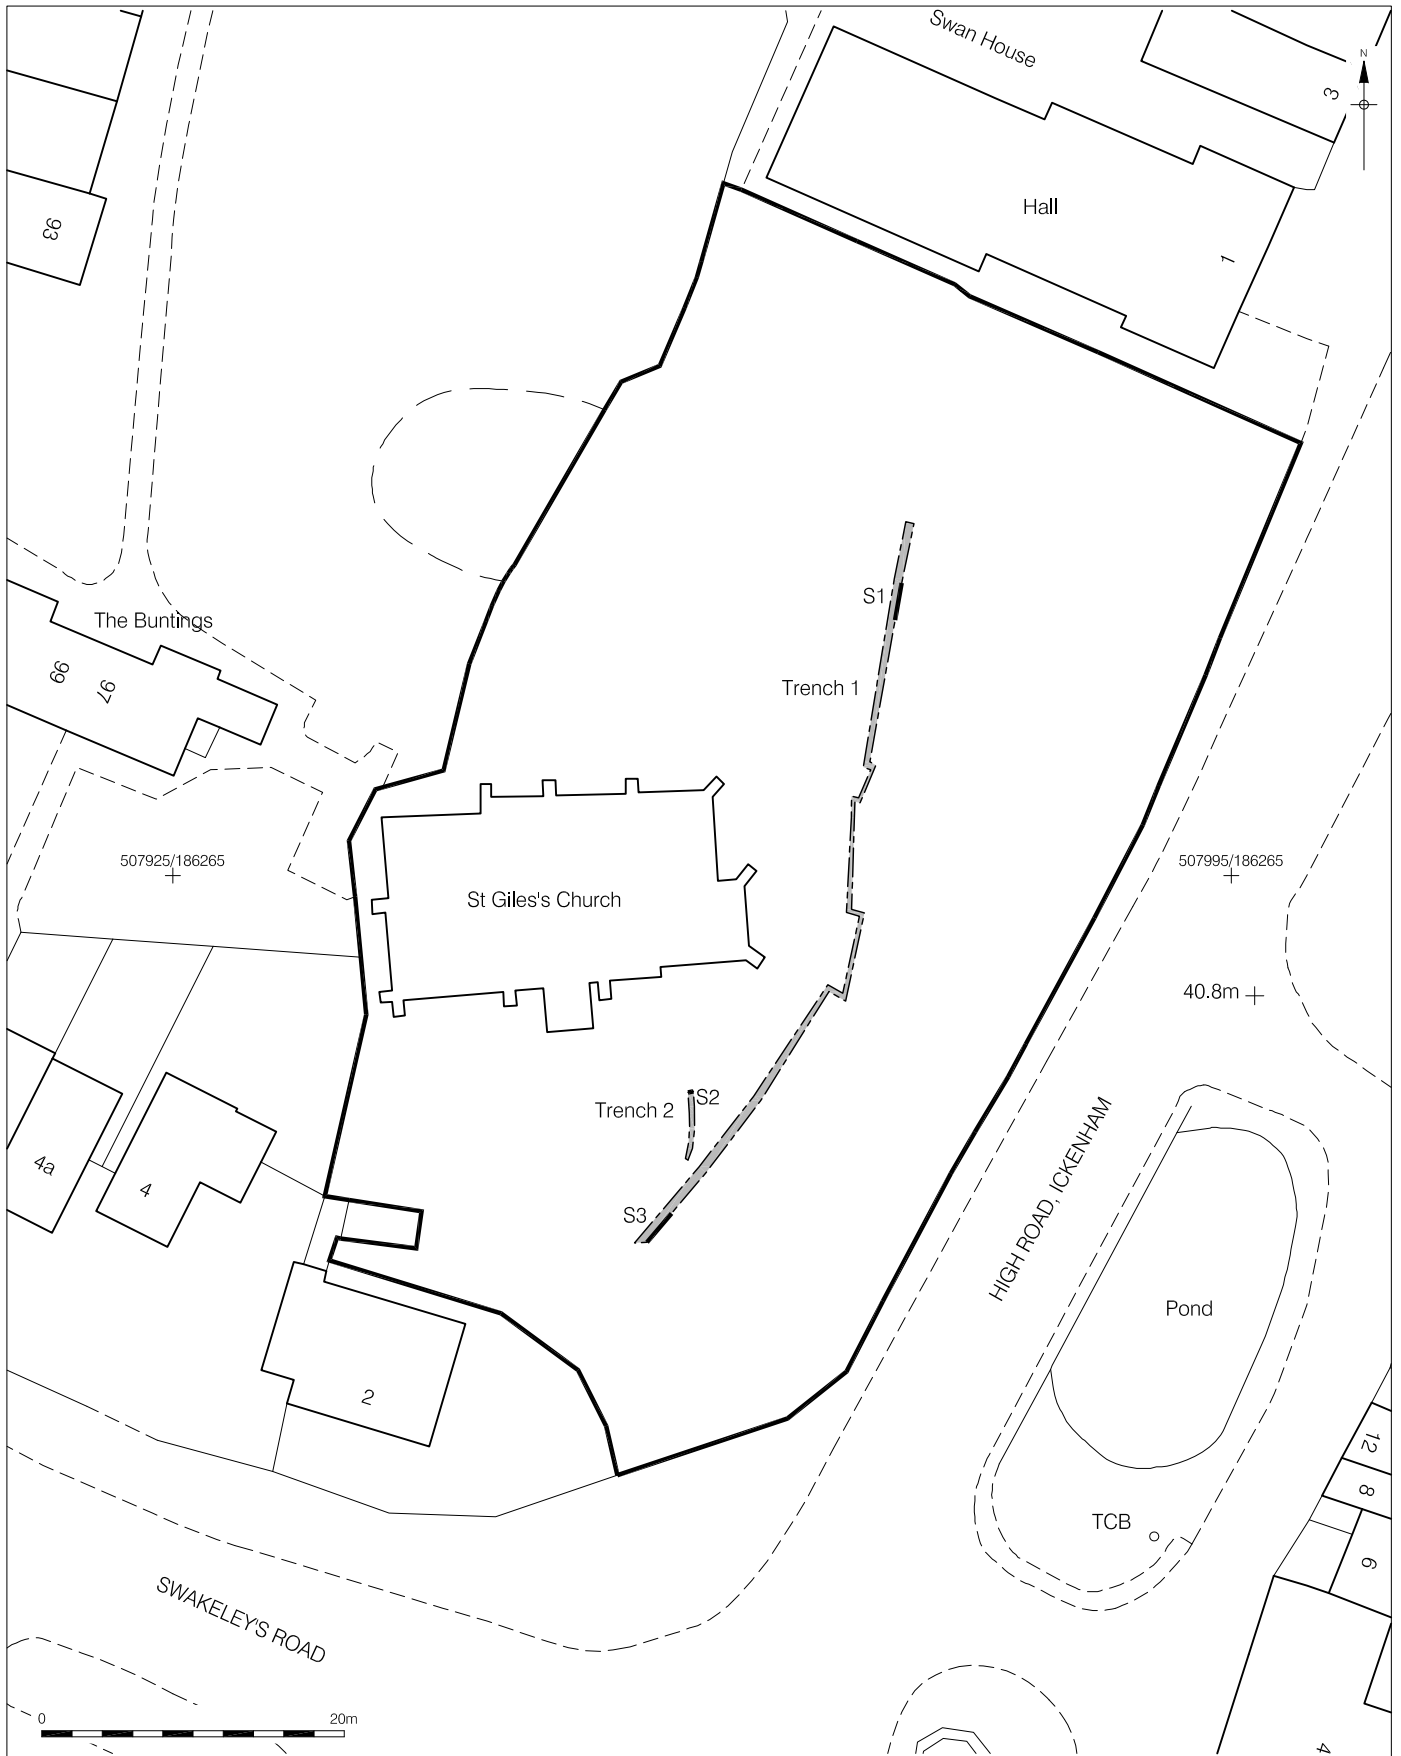 Swan House
N
3
Hall
1
93
S1
The Buntings
99
97
Trench 1
507925/186265
507995/186265
St Giles's Church
40.8m
S2
Trench 2
4a
4
S3
HIGH ROAD, ICKENHAM
Pond
2
12
8
TCB
6
SWAKELEY'S ROAD
0
20m
4